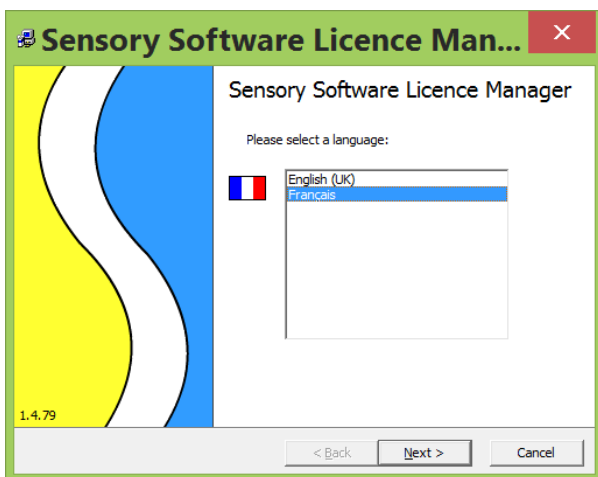 Sensory Software Licence Man...
Sensory Software Licence Manager
Please select a language:
English (UK)
Français
1.4.79
< Back Next > Cancel